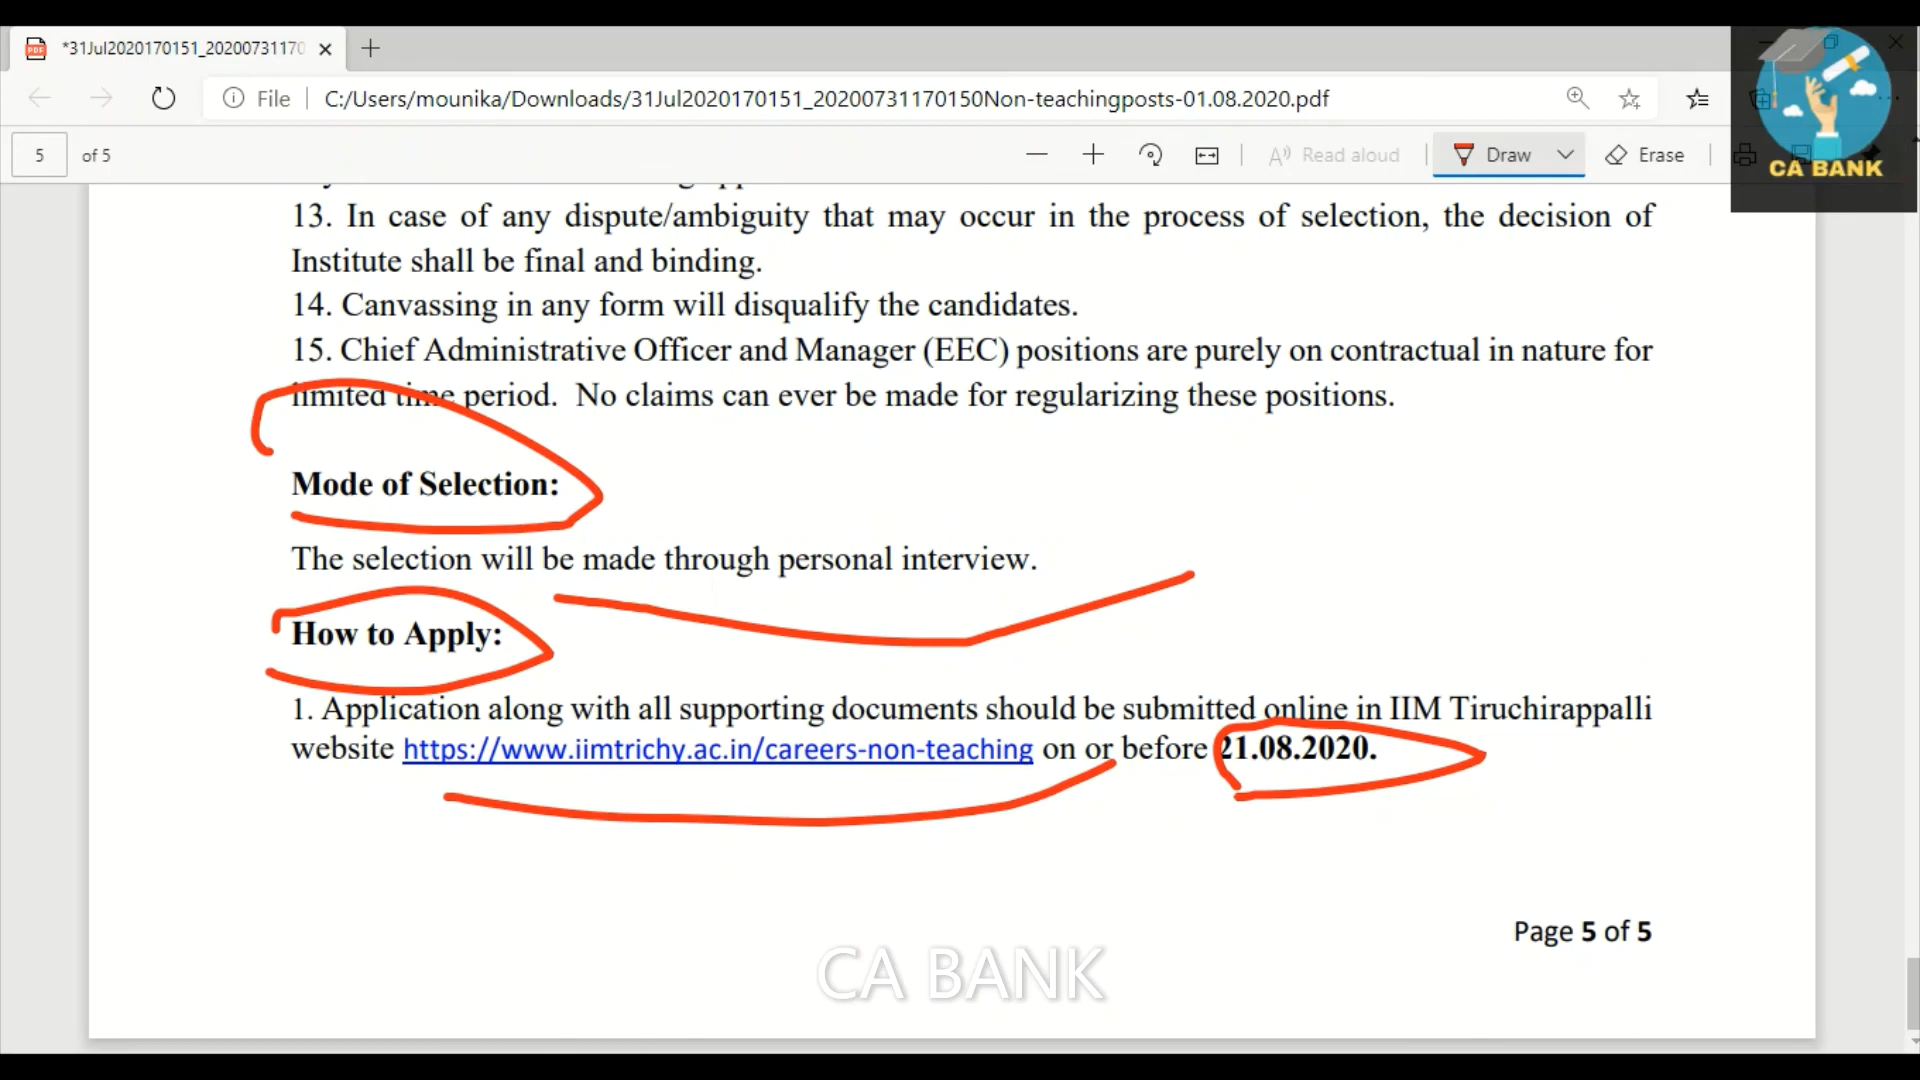 *31Jul2020170151_20200731170
File
C:/Users/mounika/Downloads/31Jul2020170151_20200731170150Non-teachingposts-01.08.2020.pdf
5 of 5
Read aloud
Draw
Erase
CA BANK
13. In case of any dispute/ambiguity that may occur in the process of selection, the decision of
Institute shall be final and binding.
14. Canvassing in any form will disqualify the candidates.
15. Chief Administrative Officer and Manager (EEC) positions are purely on contractual in nature for
limited time period. No claims can ever be made for regularizing these positions.
Mode of Selection:
The selection will be made through personal interview.
How to Apply:
1. Application along with all supporting documents should be submitted online in IIM Tiruchirappalli
website https://www.iimtrichy.ac.in/careers-non-teaching on or before 21.08.2020.
Page 5 of 5
CA BANK